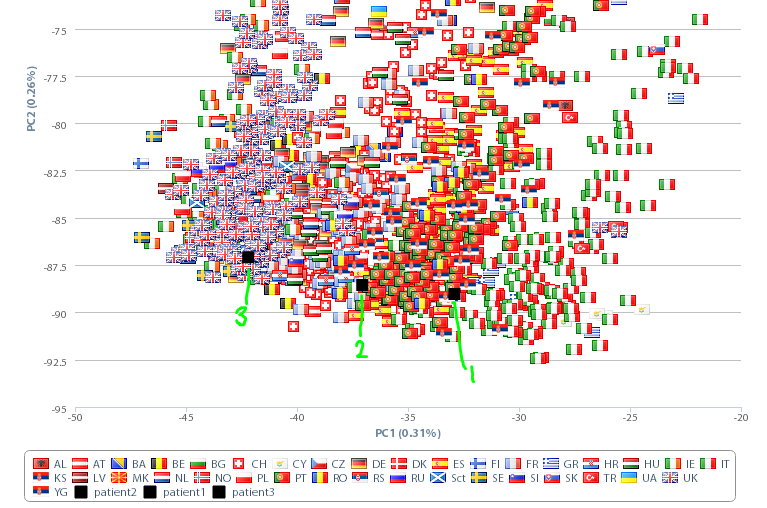 -75
-77.5
-80
-82.5
-85
-87.5
-90
-92.5
-95
PC2 (0.26%)
3
2
1
-50 -45 -40 -35 -30 -25 -20
PC1 (0.31%)
AL AT BA BE BG CH CY CZ DE DK ES FI FR GR HR HU IE IT
KS LV MK NL NO PL PT RO RS RU Sct SE SI SK TR UA UK
YG patient2 patient1 patient3